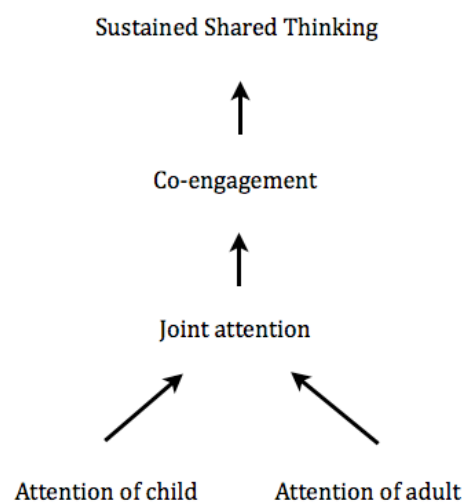 Sustained Shared Thinking
Co-engagement
Joint attention
Attention of child
Attention of adult